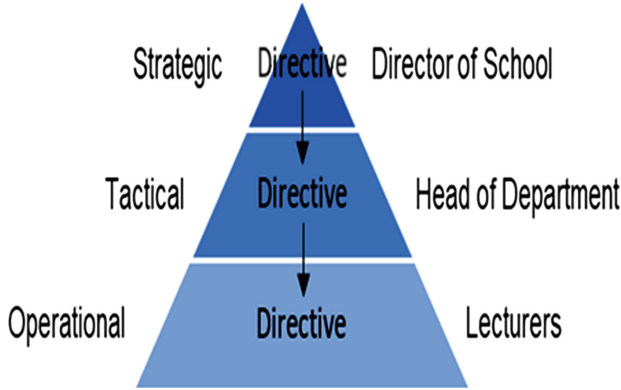 Strategic Directive Director of School
Tactical Directive Head of Department
Operational Directive Lecturers